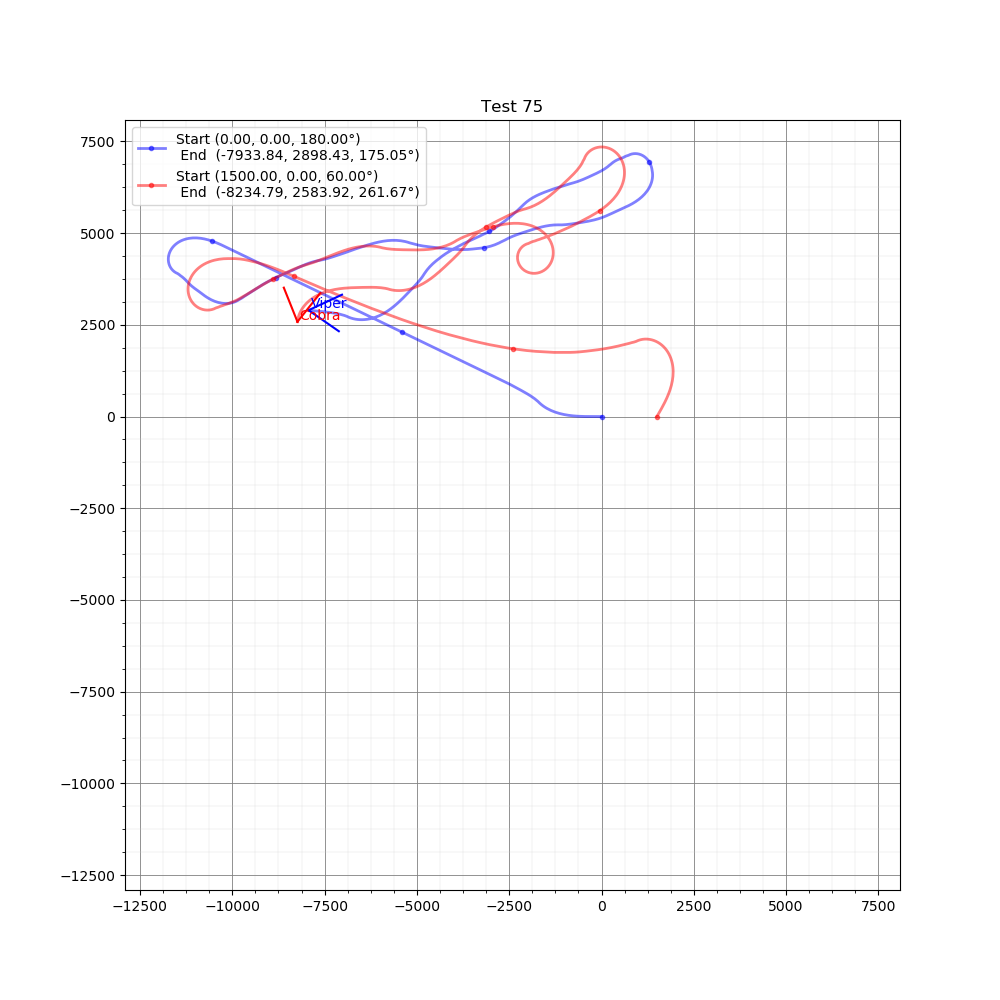 Test 75
Start (0.00, 0.00, 180.00°)
End  (-7933.84, 2898.43, 175.05°)
Start (1500.00, 0.00, 60.00°)
End  (-8234.79, 2583.92, 261.67°)
7500
5000
2500
0
−2500
−5000
−7500
−10000
−12500
Viper
Cobra
−12500 −10000 −7500 −5000 −2500 0 2500 5000 7500